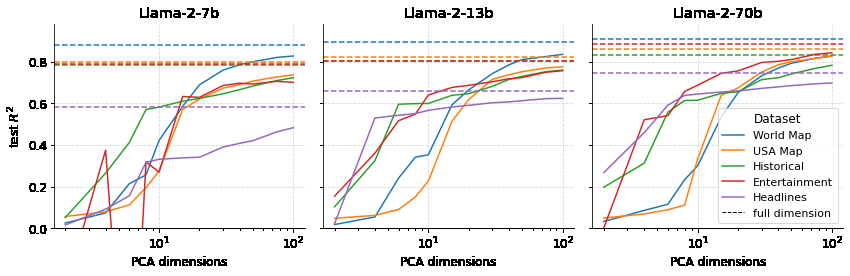 Llama-2-7b
Llama-2-13b
Llama-2-70b
test R²
0.8
0.6
0.4
0.2
0.0
10¹
10²
10¹
10²
10¹
10²
PCA dimensions
PCA dimensions
PCA dimensions
Dataset
World Map
USA Map
Historical
Entertainment
Headlines
full dimension